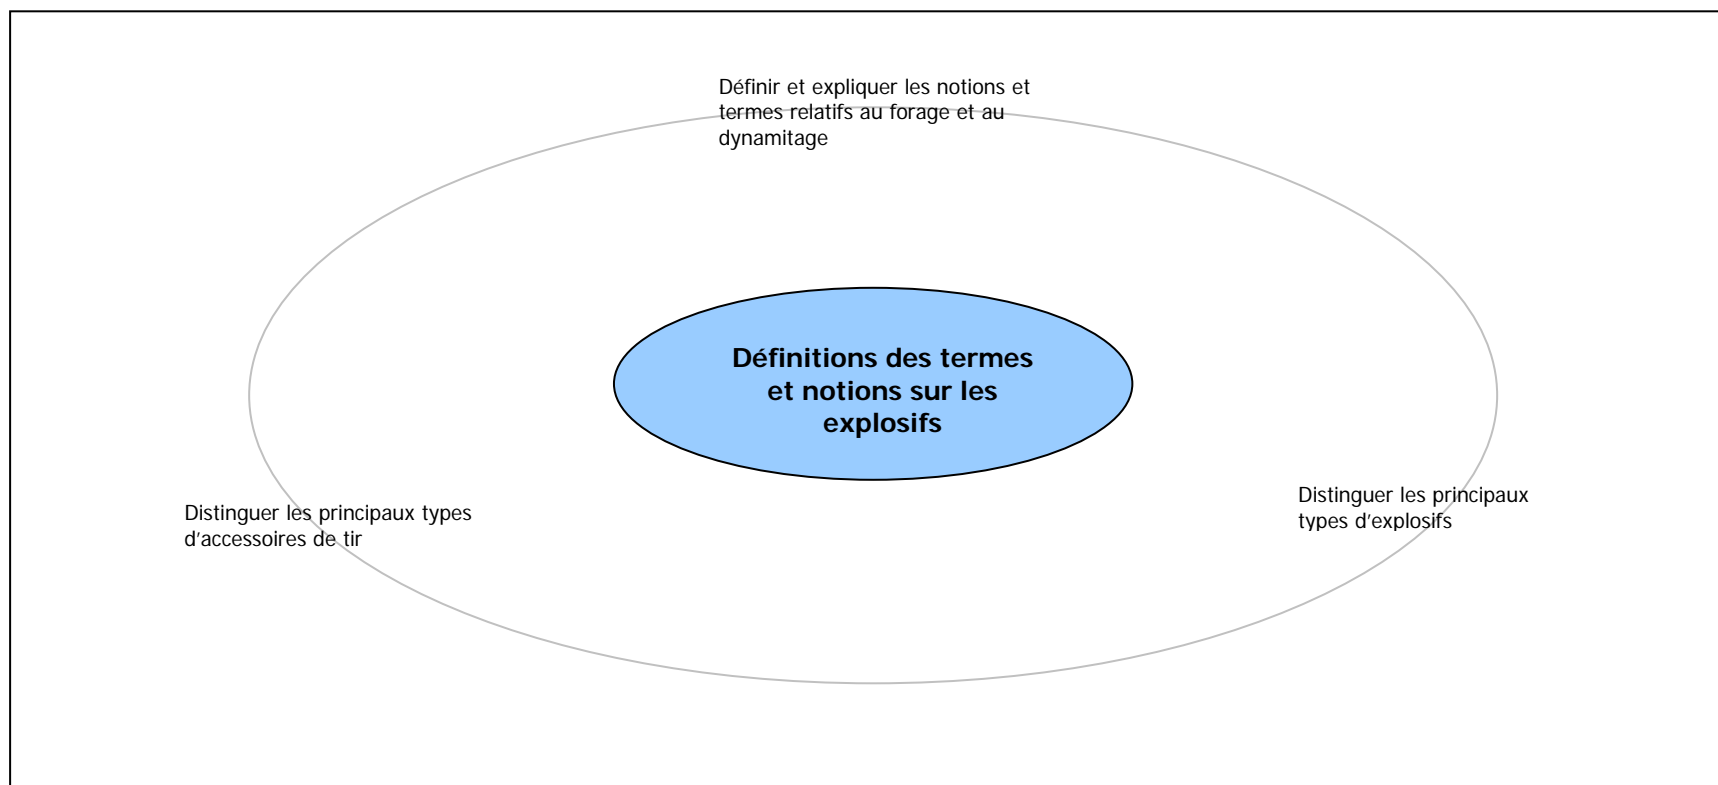 Définir et expliquer les notions et
termes relatifs au forage et au
dynamitage
Définitions des termes
et notions sur les
explosifs
Distinguer les principaux types
d'accessoires de tir
Distinguer les principaux
types d'explosifs